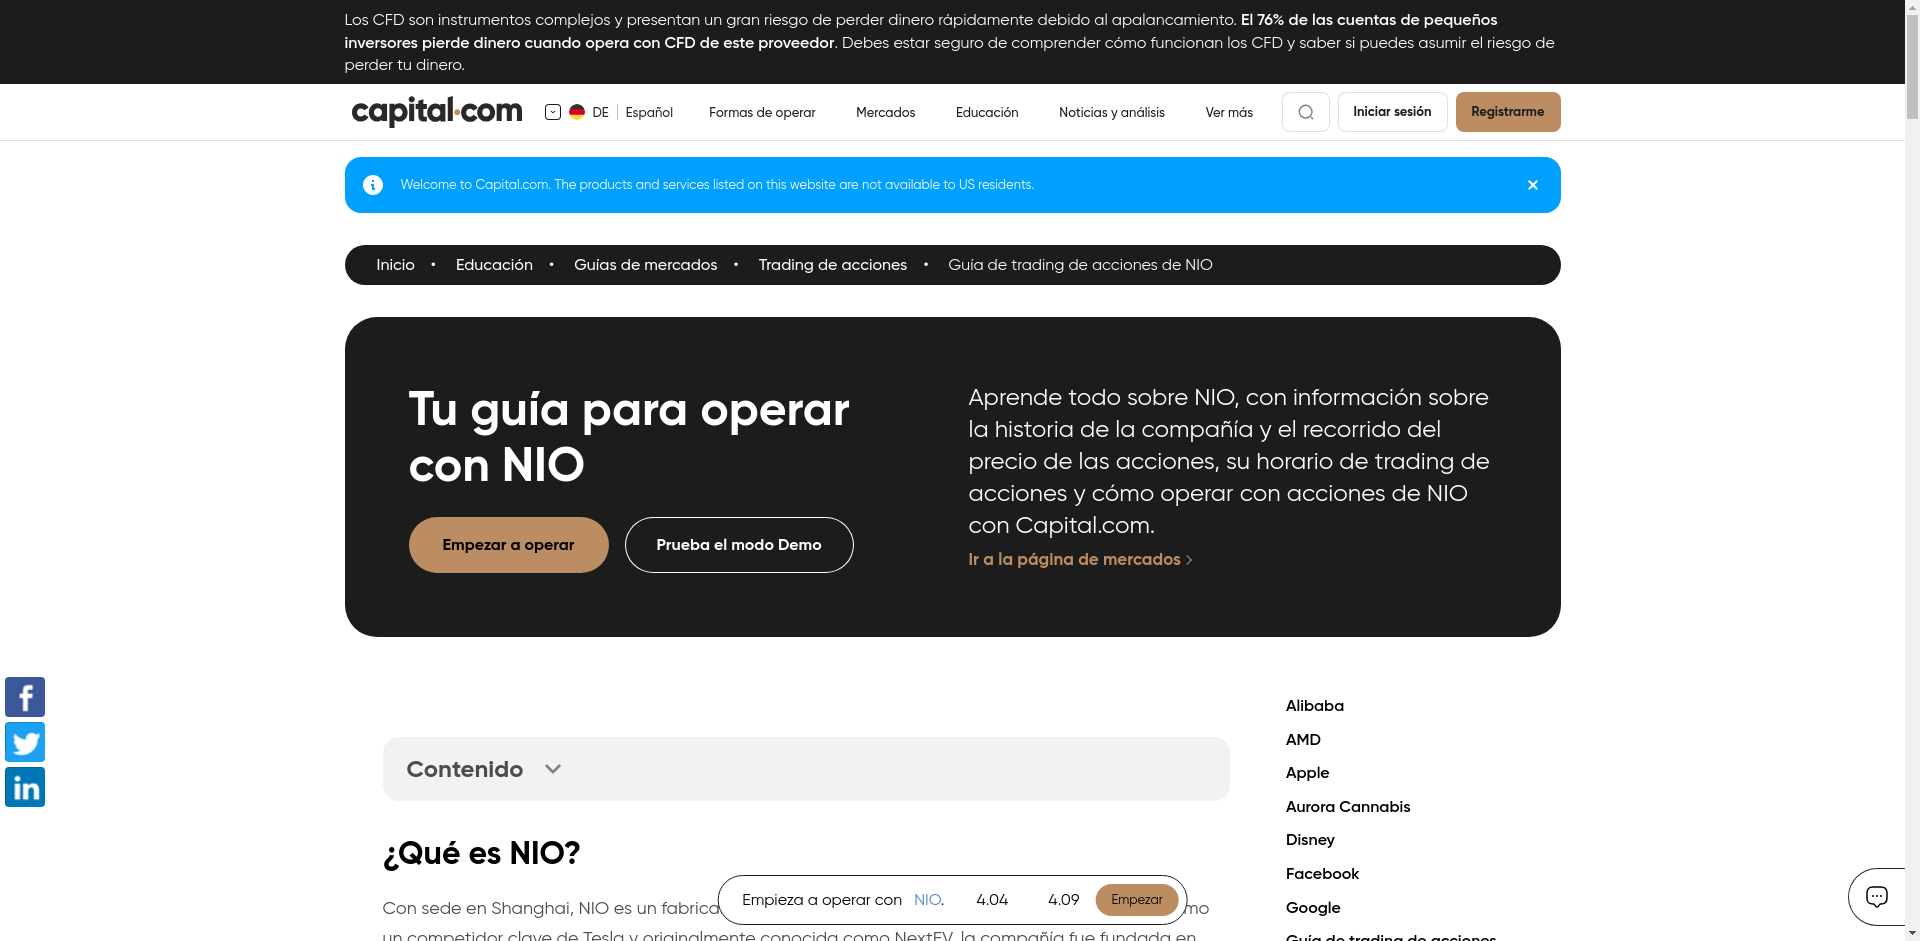 Los CFD son instrumentos complejos y presentan un gran riesgo de perder dinero rápidamente debido al apalancamiento. El 76% de las cuentas de pequeños
inversores pierde dinero cuando opera con CFD de este proveedor. Debes estar seguro de comprender cómo funcionan los CFD y saber si puedes asumir el riesgo de
perder tu dinero.
capital.com
DE
Español
Formas de operar
Mercados
Educación
Noticias y análisis
Ver más
Iniciar sesión
Registrarme
Welcome to Capital.com. The products and services listed on this website are not available to US residents.
Inicio • Educación • Guías de mercados • Trading de acciones • Guía de trading de acciones de NIO
Tu guía para operar
con NIO
Empezar a operar
Prueba el modo Demo
Aprende todo sobre NIO, con información sobre
la historia de la compañía y el recorrido del
precio de las acciones, su horario de trading de
acciones y cómo operar con acciones de NIO
con Capital.com.
Ir a la página de mercados
Contenido
¿Qué es NIO?
Con sede en Shanghai, NIO es un fabrica
un competidor clave de Tesla y originalmente conocida como NextEV, la compañía fue fundada en
Empieza a operar con NIO. 4.04 4.09 Empezar
Alibaba
AMD
Apple
Aurora Cannabis
Disney
Facebook
Google
Guía de trading de acciones